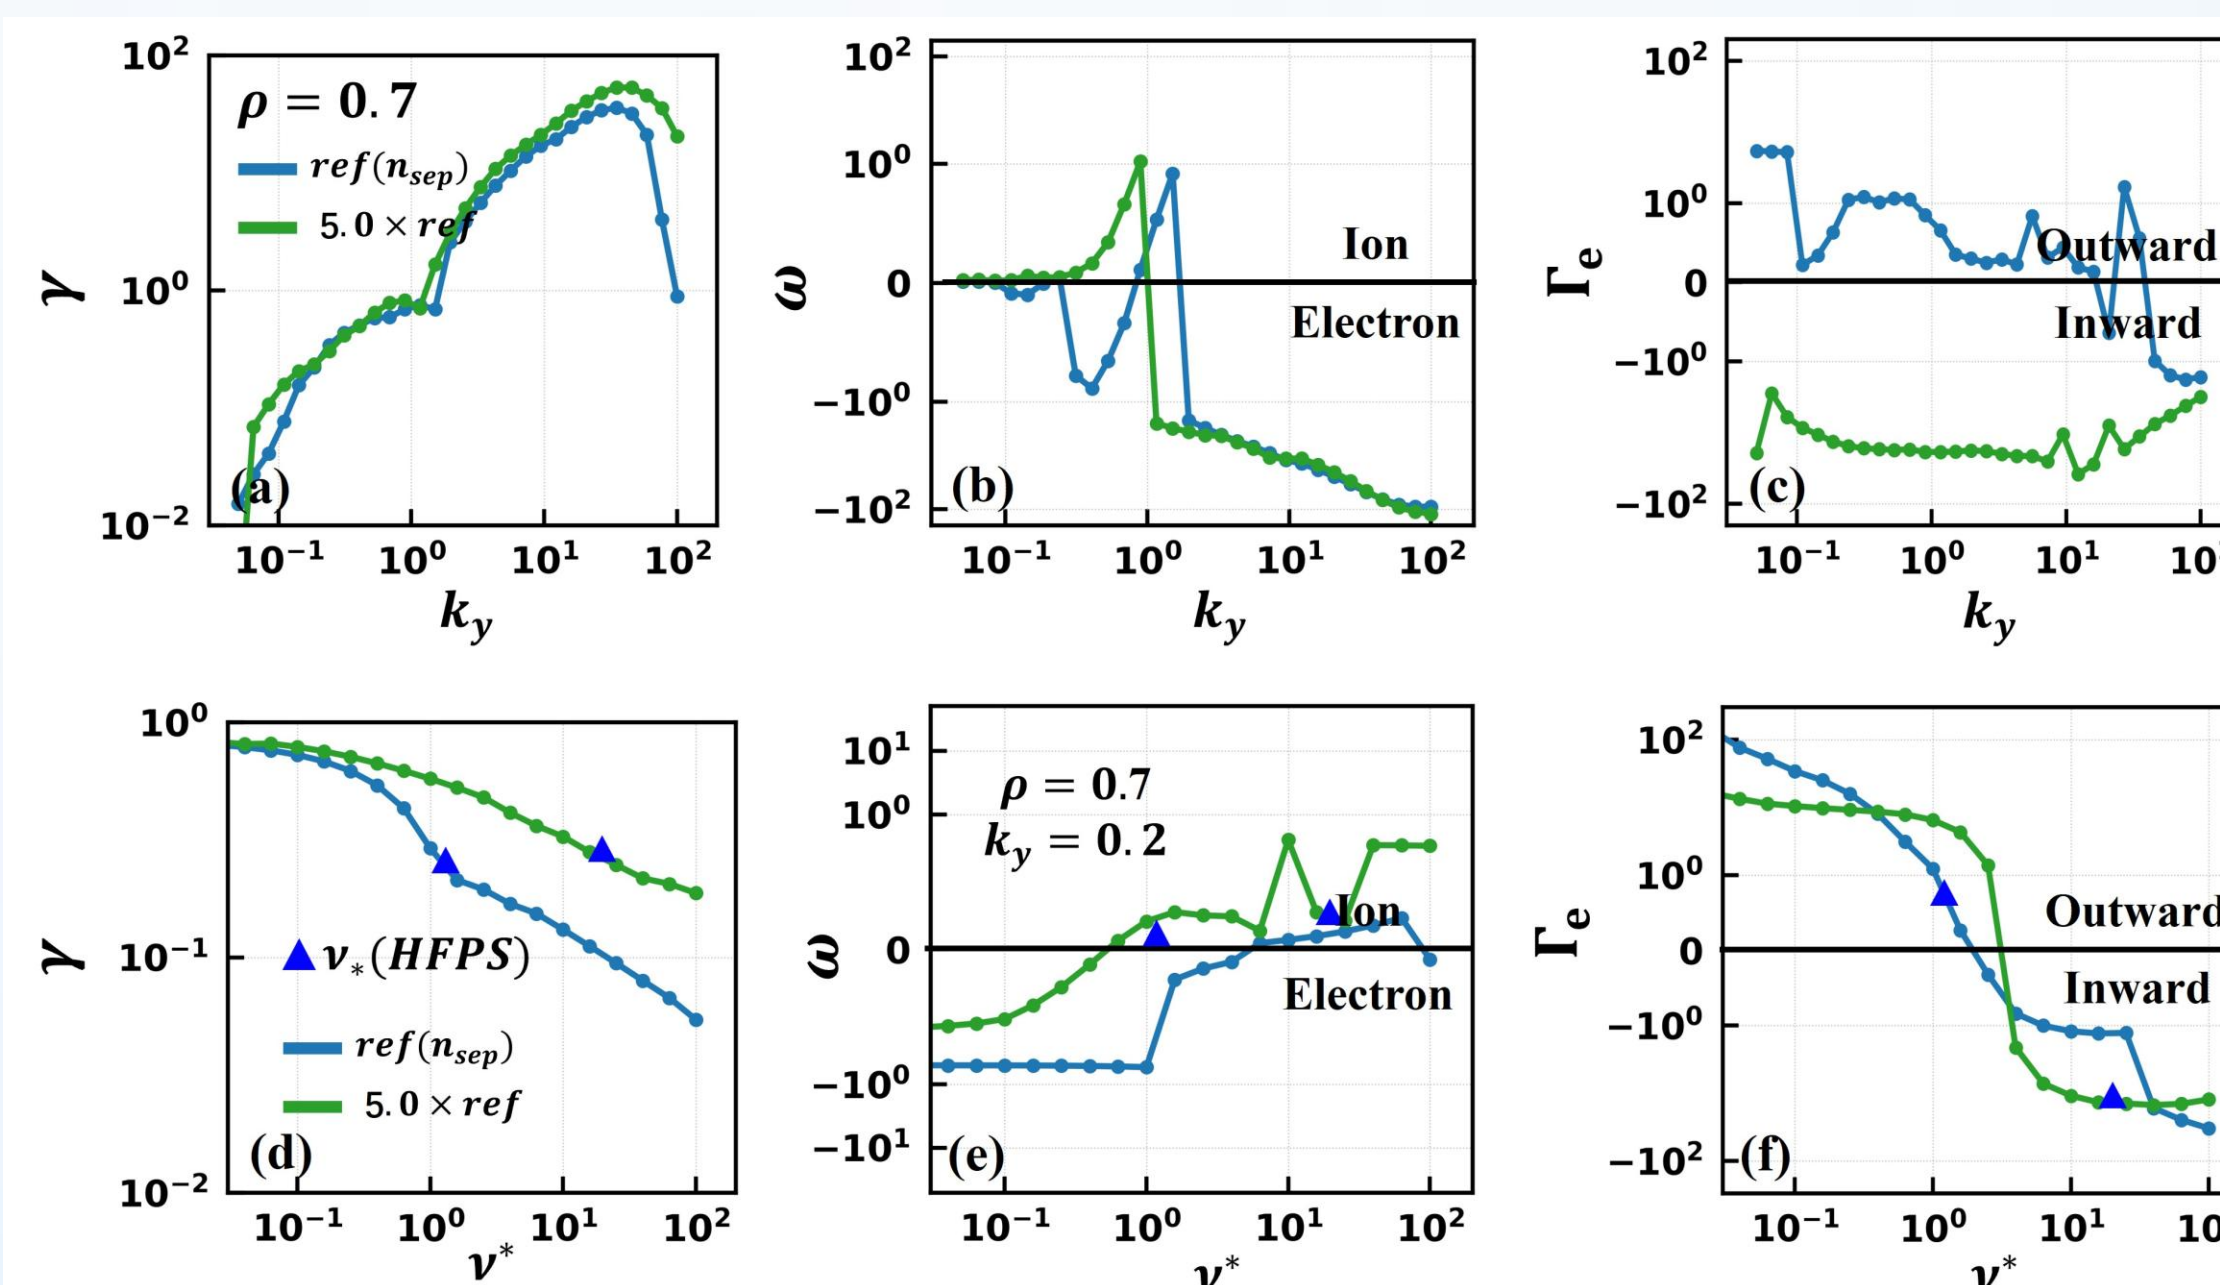 10²
10⁰
10⁻²
γ
ρ = 0.7
ref(n_sep)
5.0 × ref
(a)
10⁻¹ 10⁰ 10¹ 10²
k_y
10²
10⁰
0
−10⁰
−10²
ω
Ion
Electron
(b)
10⁻¹ 10⁰ 10¹ 10²
k_y
10²
10⁰
0
−10⁰
−10²
Γ_e
Outward
Inward
(c)
10⁻¹ 10⁰ 10¹
k_y
10⁰
10⁻¹
10⁻²
γ
ν_*(HFPS)
ref(n_sep)
5.0 × ref
(d)
10⁻¹ 10⁰ 10¹ 10²
ν*
10¹
10⁰
0
−10⁰
−10¹
ω
ρ = 0.7
k_y = 0.2
Ion
Electron
(e)
10⁻¹ 10⁰ 10¹ 10²
ν*
10²
10⁰
0
−10⁰
−10²
Γ_e
Outward
Inward
(f)
10⁻¹ 10⁰ 10¹
ν*